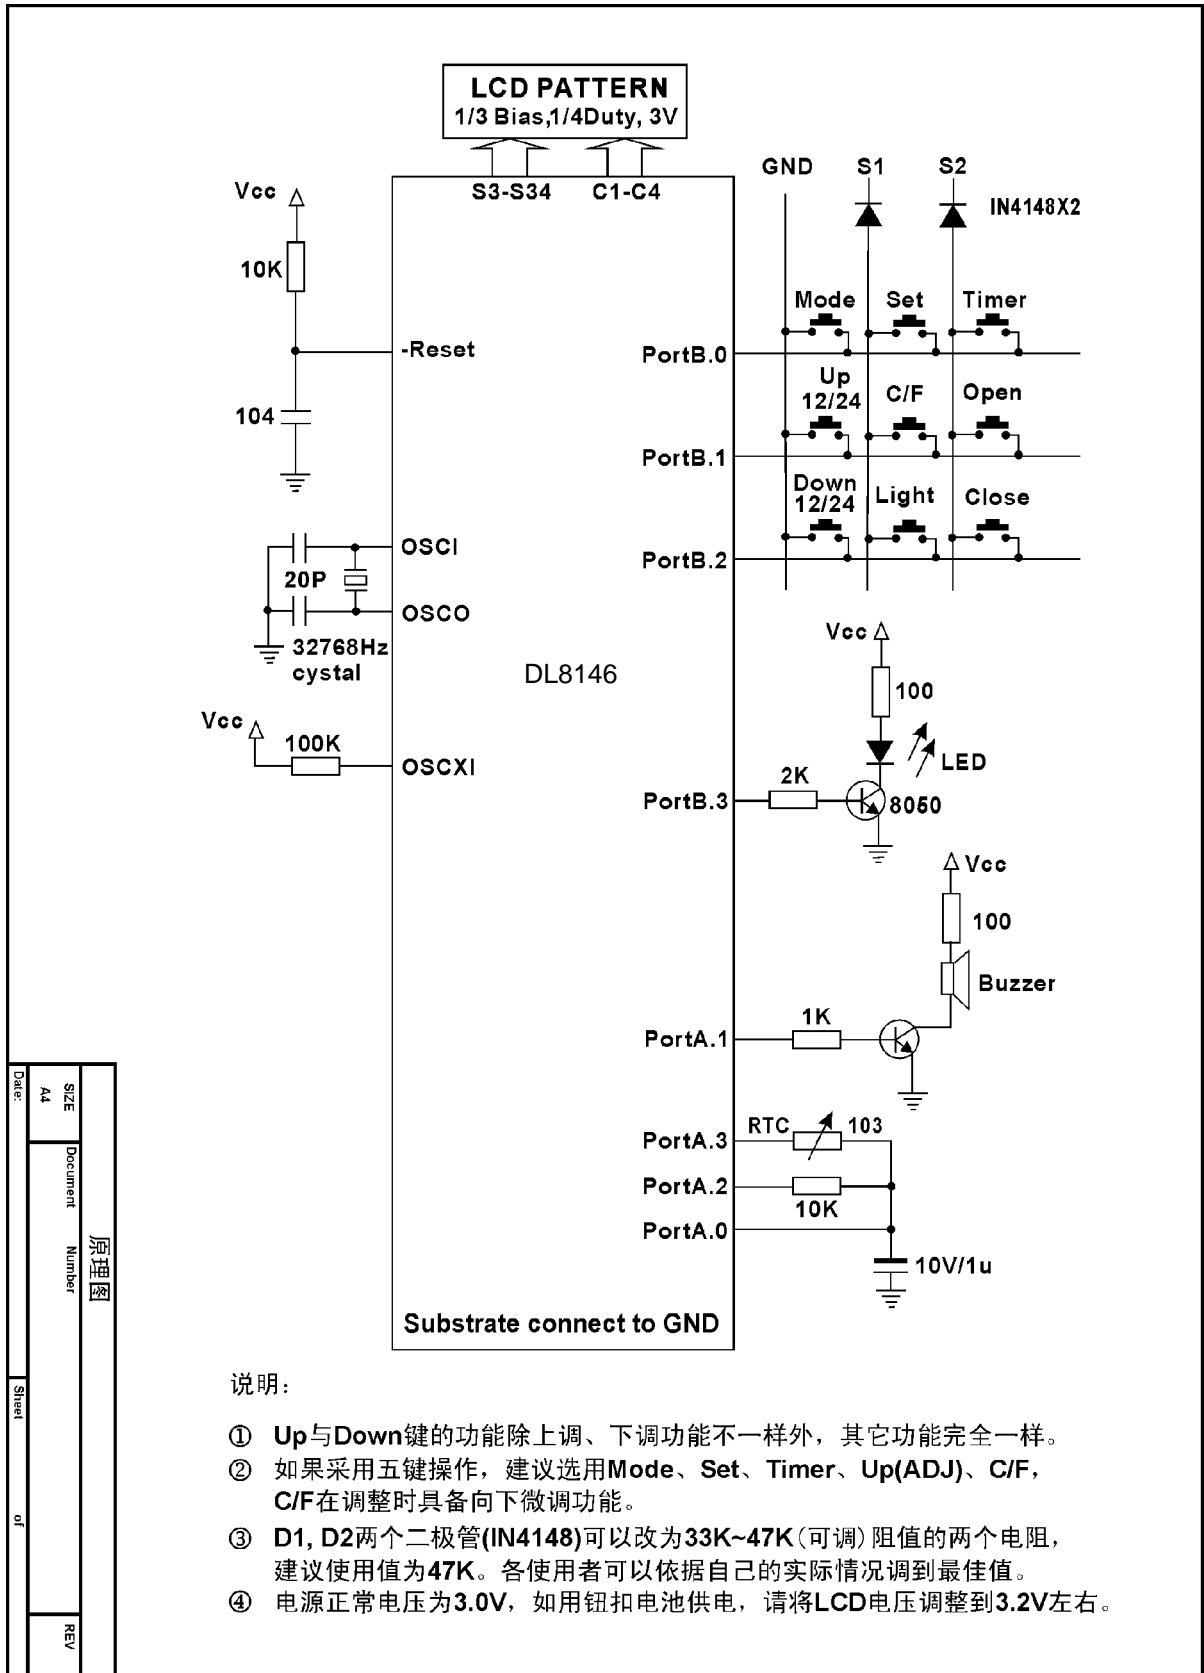 LCD PATTERN
1/3 Bias,1/4Duty, 3V
S3-S34
C1-C4
GND
S1
S2
IN4148X2
Vcc
10K
-Reset
104
Mode
Set
Timer
PortB.0
Up
12/24
C/F
Open
PortB.1
Down
12/24
Light
Close
PortB.2
OSCI
20P
OSCO
32768Hz
cystal
DL8146
Vcc
100K
OSCXI
Vcc
100
LED
2K
PortB.3
8050
Vcc
100
Buzzer
1K
PortA.1
RTC
103
PortA.3
PortA.2
10K
PortA.0
10V/1u
Substrate connect to GND
说明：
① Up与Down键的功能除上调、下调功能不一样外，其它功能完全一样。
② 如果采用五键操作，建议选用Mode、Set、Timer、Up(ADJ)、C/F，
C/F在调整时具备向下微调功能。
③ D1, D2两个二极管(IN4148)可以改为33K~47K(可调)阻值的两个电阻，
建议使用值为47K。各使用者可以依据自己的实际情况调到最佳值。
④ 电源正常电压为3.0V，如用钮扣电池供电，请将LCD电压调整到3.2V左右。
原理图
SIZE
A4
Document Number
REV
Date:
Sheet of